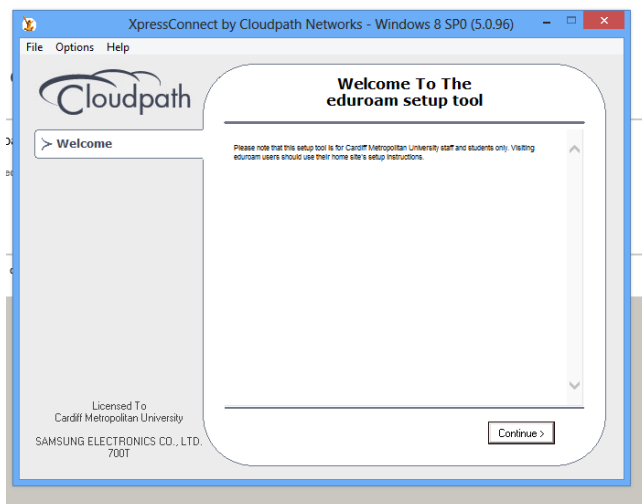 XpressConnect by Cloudpath Networks - Windows 8 SP0 (5.0.96)
File Options Help
Cloudpath
Welcome To The
eduroam setup tool
> Welcome
Please note that this setup tool is for Cardiff Metropolitan University staff and students only. Visiting
eduroam users should use their home site's setup instructions.
Licensed To
Cardiff Metropolitan University
SAMSUNG ELECTRONICS CO., LTD.
700T
Continue >